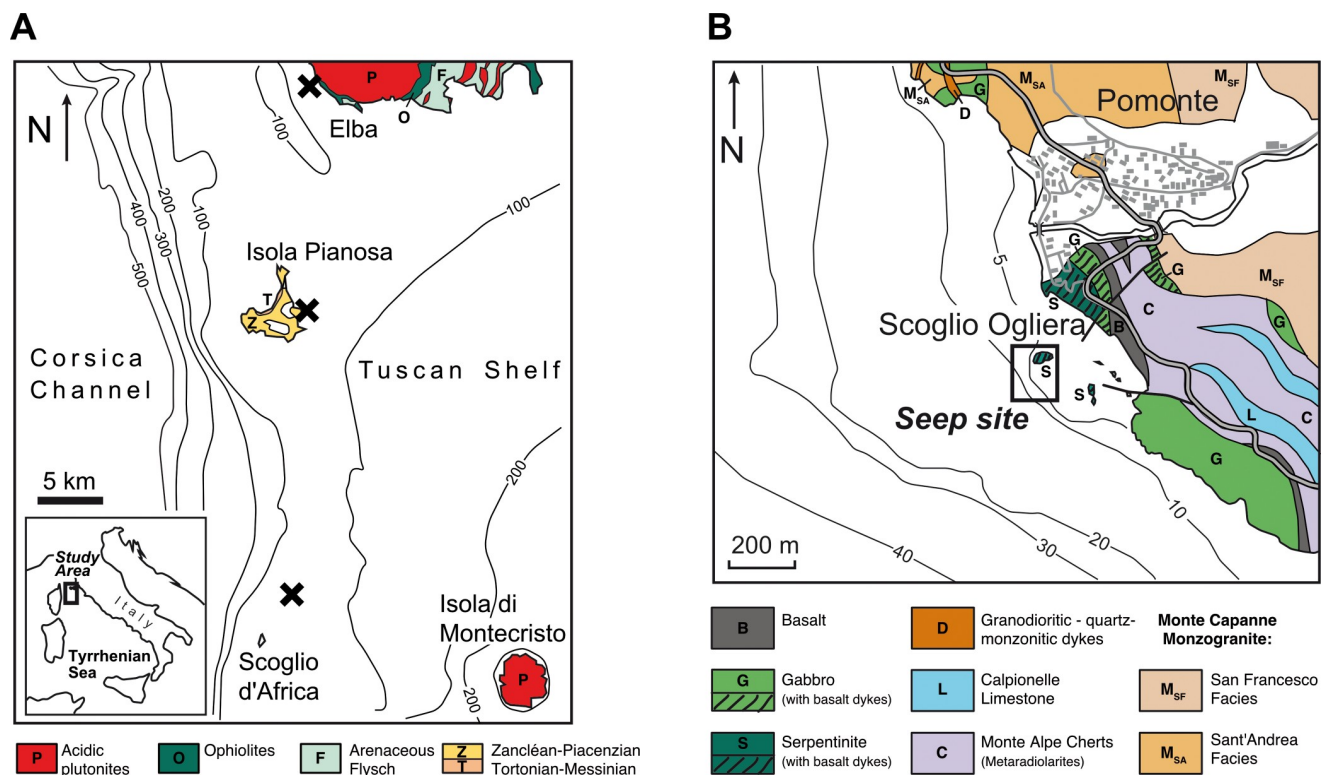 A
N
P
F
O
Elba
100
100
200
300
400
500
100
Isola Pianosa
T
Z
Corsica
Channel
Tuscan Shelf
200
5 km
Study
Area
Italy
Tyrrhenian
Sea
Scoglio
d'Africa
Isola di
Montecristo
P
200
P Acidic
plutonites
O Ophiolites
F Arenaceous
Flysch
Z Zancléan-Piacenzian
T Tortonian-Messinian
B
N
MSA
G
D
MSA
MSF
Pomonte
5
G
G
MSF
S
C
B
G
Scoglio Ogliera
S
S
Seep site
L
C
G
10
20
30
40
200 m
B Basalt
G Gabbro
(with basalt dykes)
S Serpentinite
(with basalt dykes)
D Granodioritic - quartz-
monzonitic dykes
L Calpionelle
Limestone
C Monte Alpe Cherts
(Metaradiolarites)
Monte Capanne
Monzogranite:
MSF San Francesco
Facies
MSA Sant'Andrea
Facies